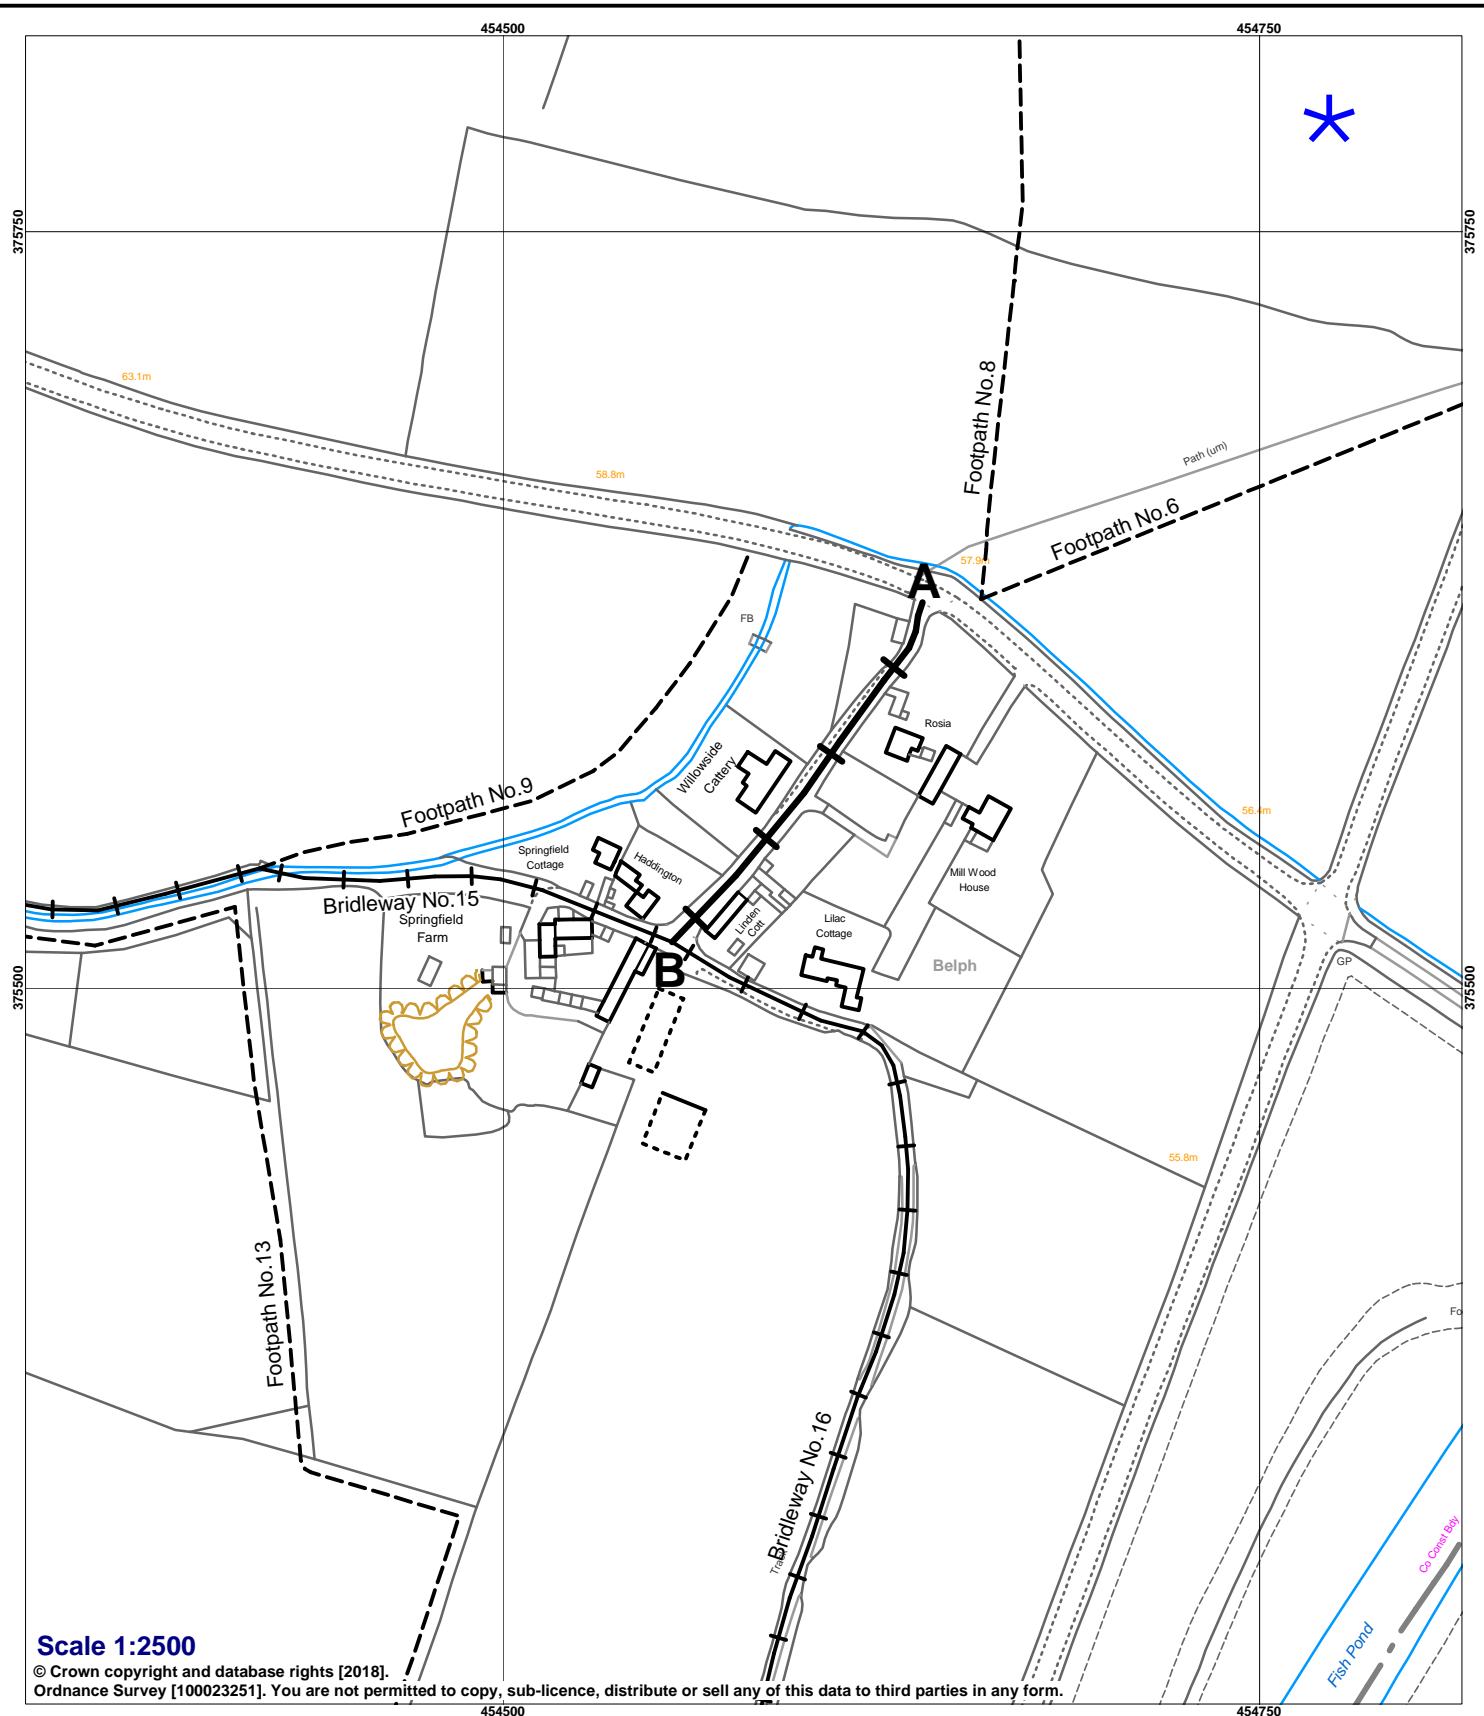 454500
454750
375750
375750
63.1m
Footpath No.8
Path (um)
58.8m
Footpath No.6
57.9m
A
FB
Rosia
Willowside
Cattery
Footpath No.9
56.4m
Springfield
Cottage
Haddington
Mill Wood
House
Bridleway No.15
Springfield
Farm
Linden
Cott
Lilac
Cottage
Belph
GP
B
375500
375500
55.8m
Footpath No.13
Fo
Bridleway No.16
Track
Co Const Bdy
Fish Pond
Scale 1:2500
© Crown copyright and database rights [2018].
Ordnance Survey [100023251]. You are not permitted to copy, sub-licence, distribute or sell any of this data to third parties in any form.
454500
454750